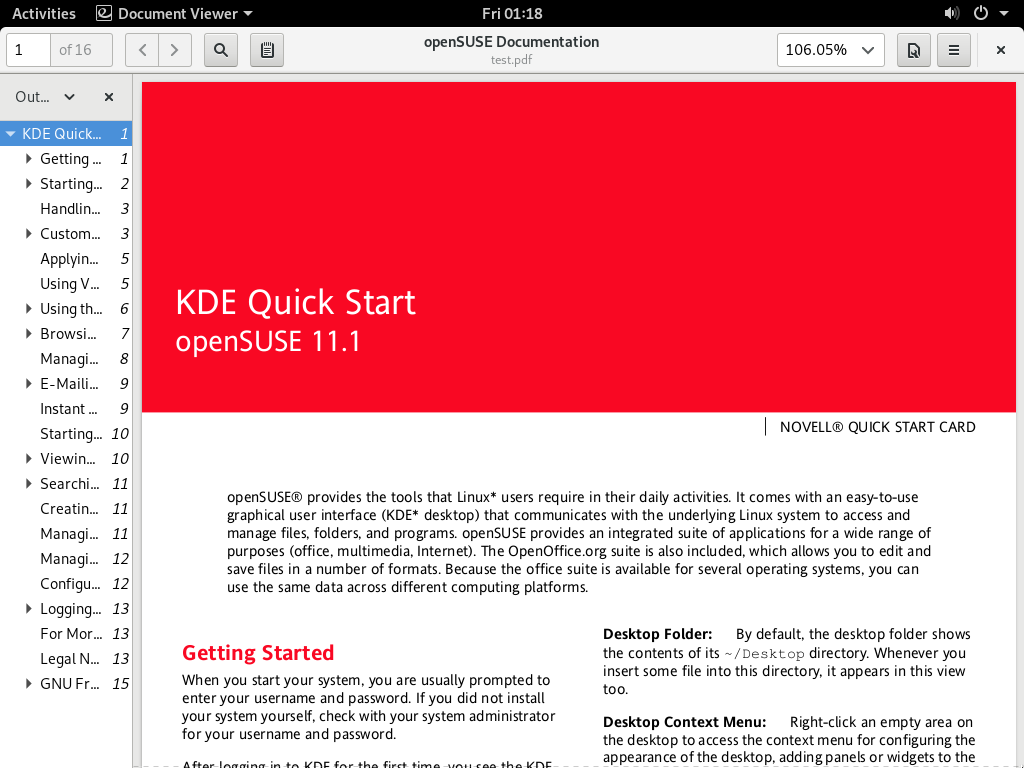 Activities Document Viewer Fri 01:18
1 of 16 openSUSE Documentation 106.05%
test.pdf
Out...
KDE Quick... 1
Getting ... 1
Starting... 2
Handlin... 3
Custom... 3
Applyin... 5
Using V... 5
Using th... 6
Browsi... 7
Managi... 8
E-Maili... 9
Instant ... 9
Starting... 10
Viewin... 10
Searchi... 11
Creatin... 11
Managi... 11
Managi... 12
Configu... 12
Logging... 13
For Mor... 13
Legal N... 13
GNU Fr... 15
KDE Quick Start
openSUSE 11.1
NOVELL® QUICK START CARD
openSUSE® provides the tools that Linux* users require in their daily activities. It comes with an easy-to-use
graphical user interface (KDE* desktop) that communicates with the underlying Linux system to access and
manage files, folders, and programs. openSUSE provides an integrated suite of applications for a wide range of
purposes (office, multimedia, Internet). The OpenOffice.org suite is also included, which allows you to edit and
save files in a number of formats. Because the office suite is available for several operating systems, you can
use the same data across different computing platforms.
Getting Started
When you start your system, you are usually prompted to
enter your username and password. If you did not install
your system yourself, check with your system administrator
for your username and password.
After logging in to KDE for the first time, you see the KDE
Desktop Folder: By default, the desktop folder shows
the contents of its ~/Desktop directory. Whenever you
insert some file into this directory, it appears in this view
too.
Desktop Context Menu: Right-click an empty area on
the desktop to access the context menu for configuring the
appearance of the desktop, adding panels or widgets to the